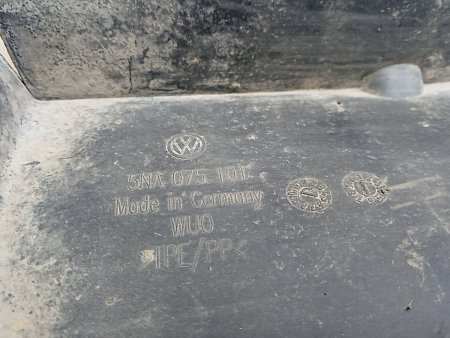 5NA 075 101
Made in Germany
WUO
>TPE/PP<